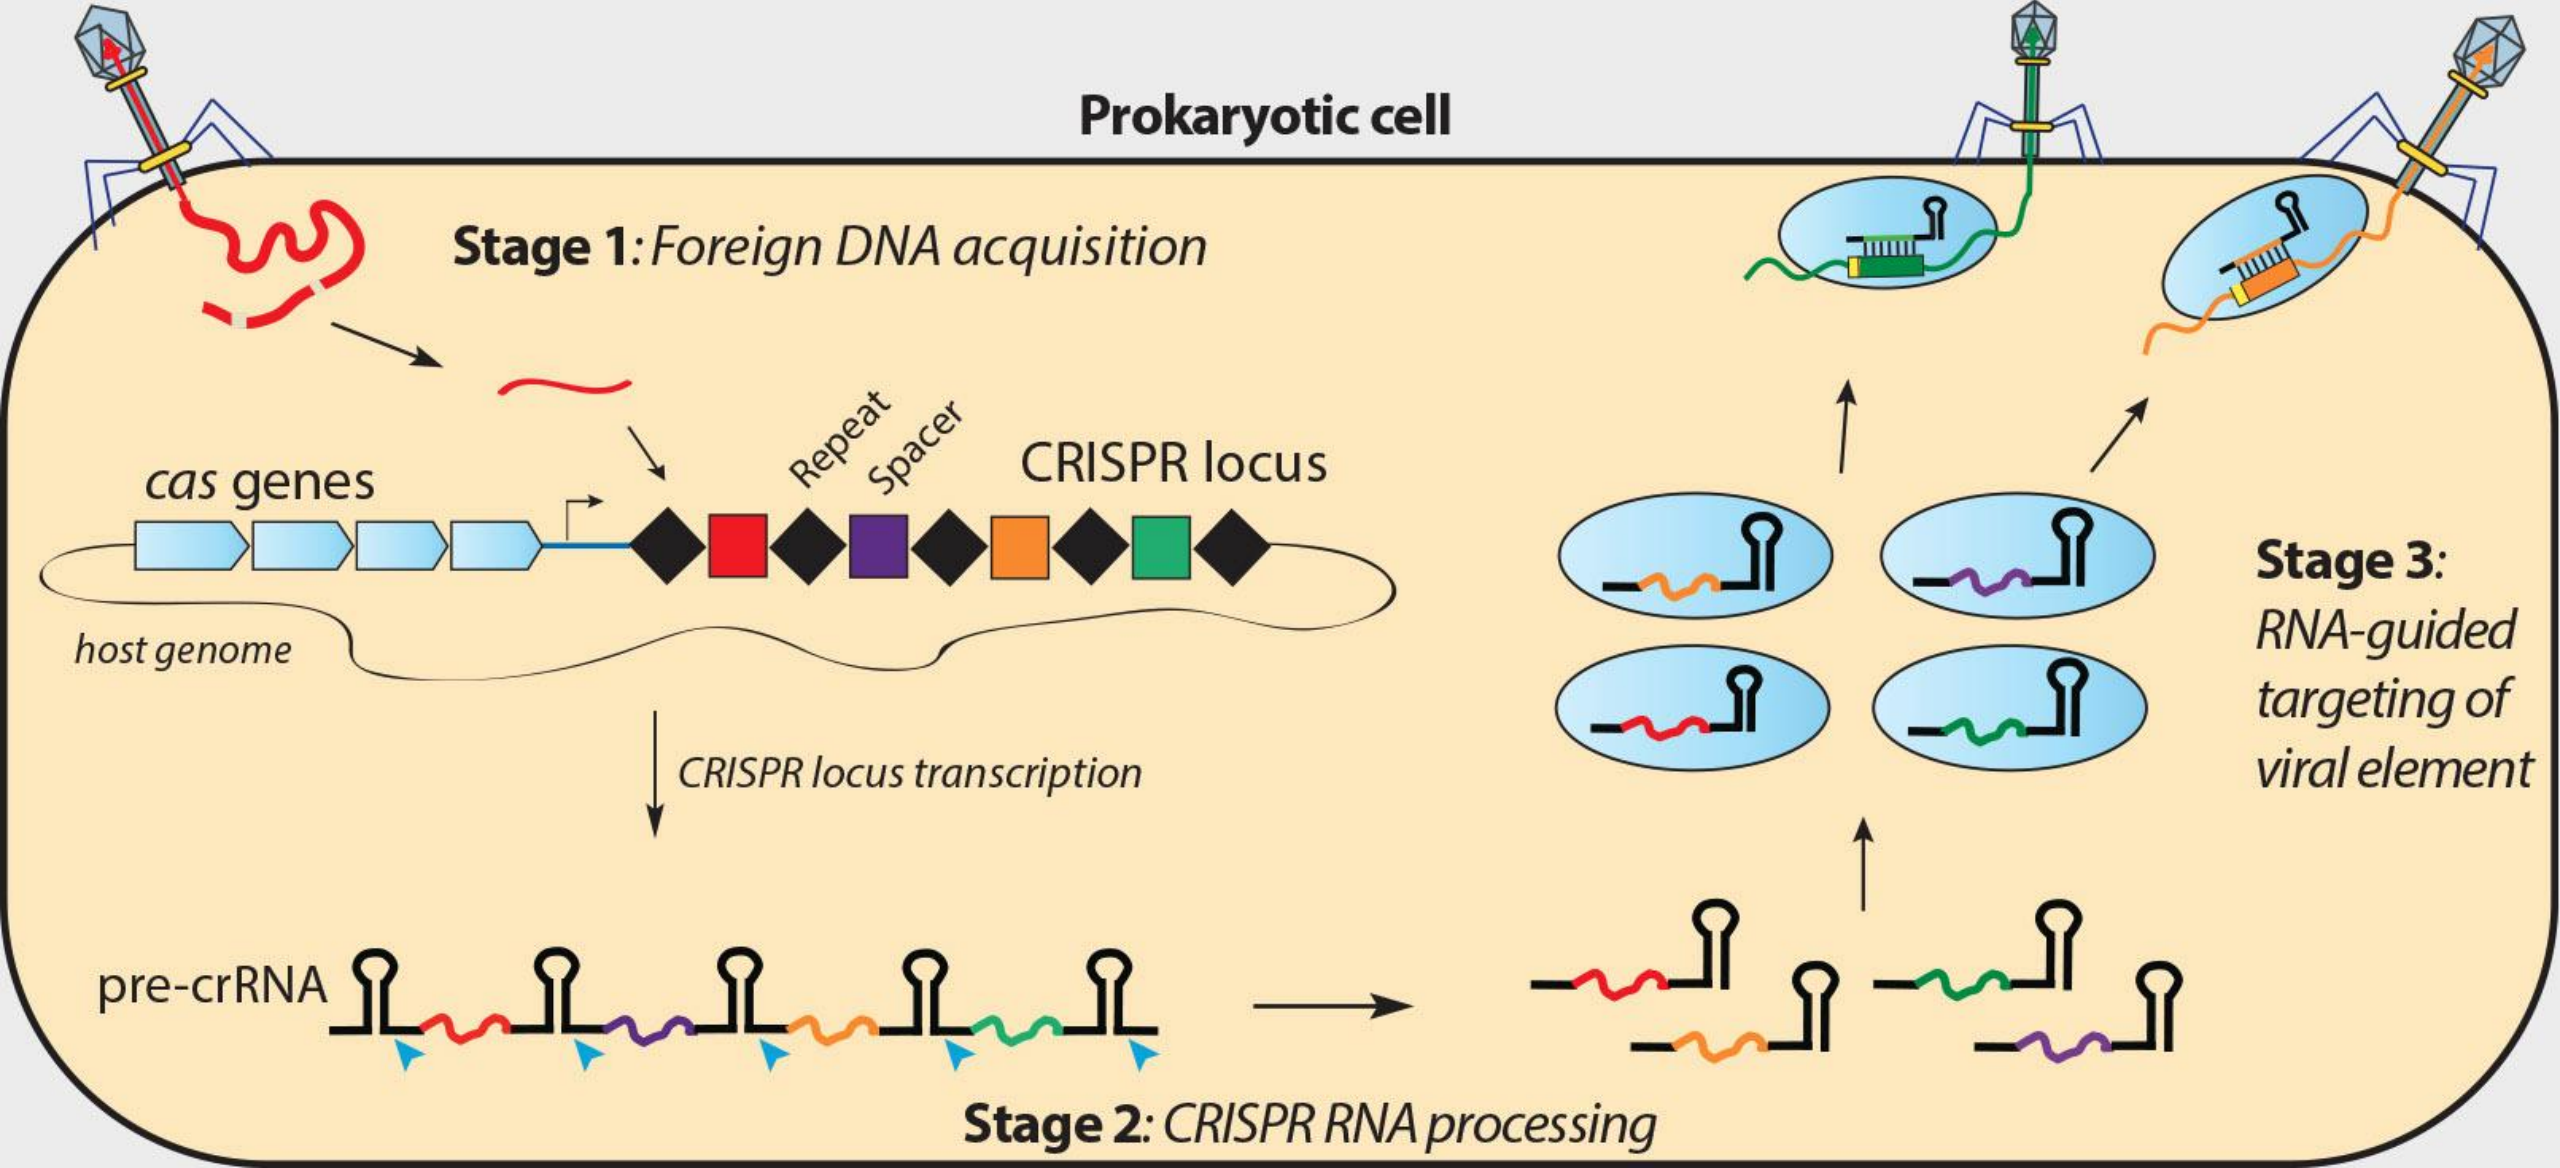 Prokaryotic cell
Stage 1: Foreign DNA acquisition
Repeat
Spacer
CRISPR locus
cas genes
host genome
CRISPR locus transcription
Stage 3:
RNA-guided
targeting of
viral element
pre-crRNA
Stage 2: CRISPR RNA processing